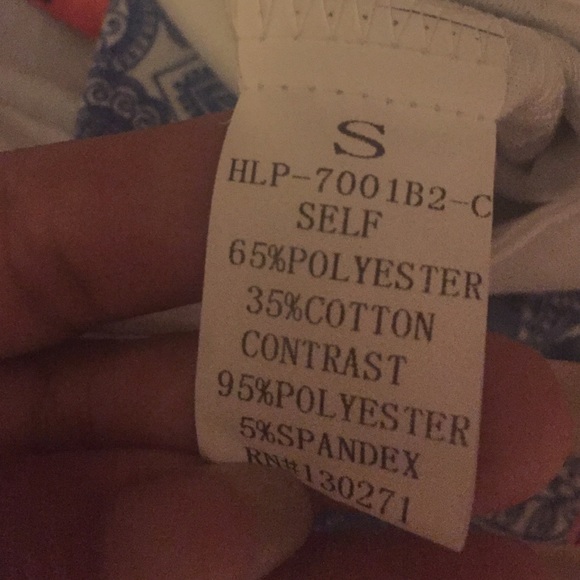 S
HLP-7001B2-C
SELF
65%POLYESTER
35%COTTON
CONTRAST
95%POLYESTER
5%SPANDEX
RN#130271